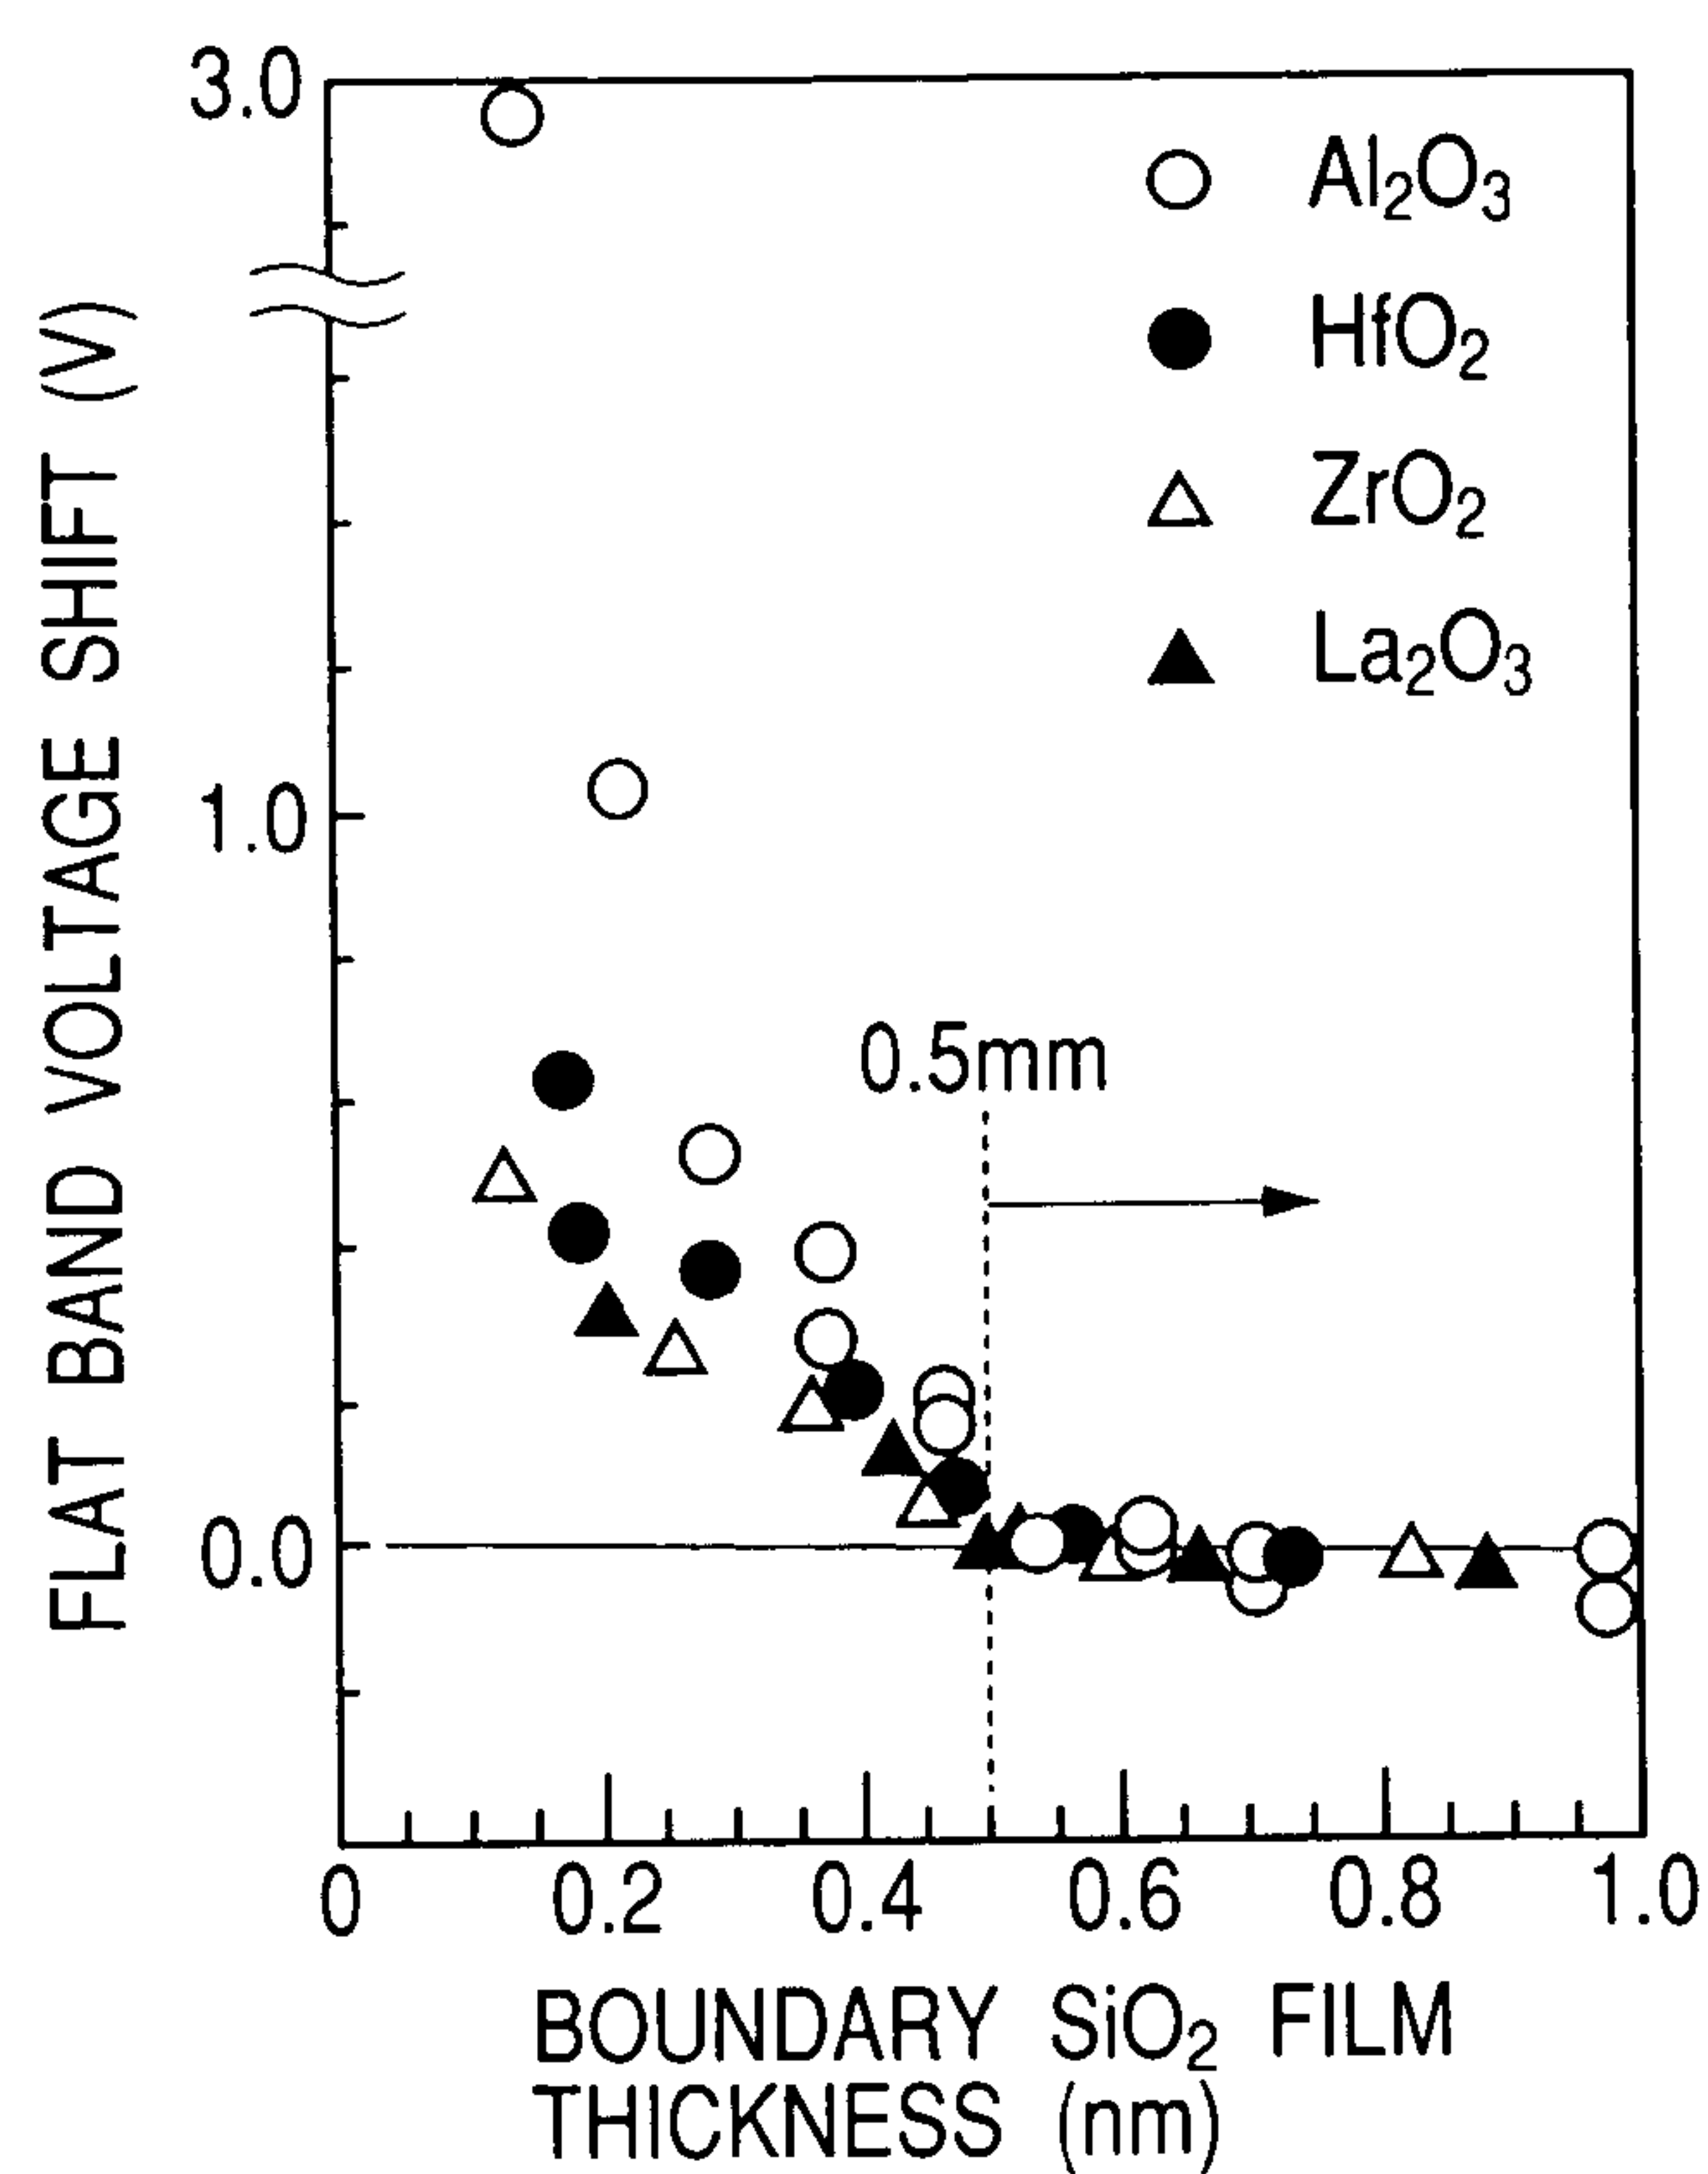 FLAT BAND VOLTAGE SHIFT (V)
3.0
1.0
0.0
Al₂O₃
HfO₂
ZrO₂
La₂O₃
0.5mm
0 0.2 0.4 0.6 0.8 1.0
BOUNDARY SiO₂ FILM
THICKNESS (nm)